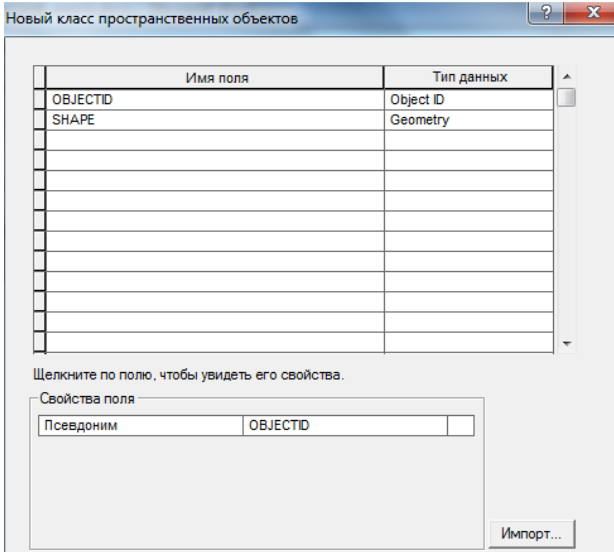 Новый класс пространственных объектов
Имя поля Тип данных
OBJECTID Object ID
SHAPE Geometry
Щелкните по полю, чтобы увидеть его свойства.
Свойства поля
Псевдоним OBJECTID
Импорт...